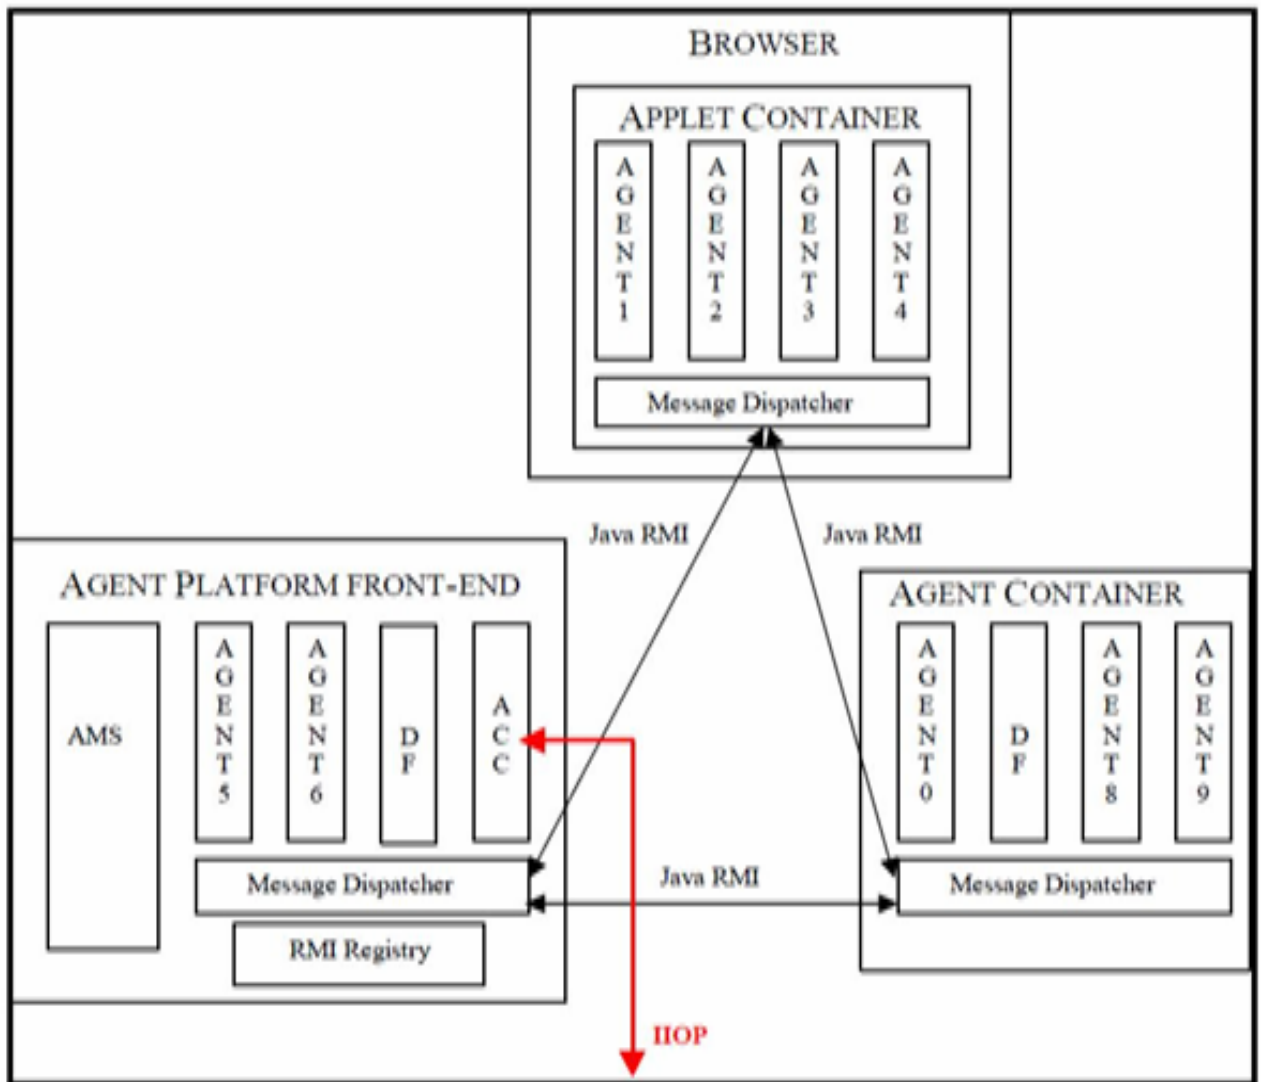 BROWSER
APPLET CONTAINER
AGENT1
AGENT2
AGENT3
AGENT4
Message Dispatcher
Java RMI
Java RMI
AGENT PLATFORM FRONT-END
AGENT CONTAINER
AMS
AGENT5
AGENT6
DF
ACC
AGENT0
DF
AGENT8
AGENT9
Message Dispatcher
Java RMI
Message Dispatcher
RMI Registry
IIOP